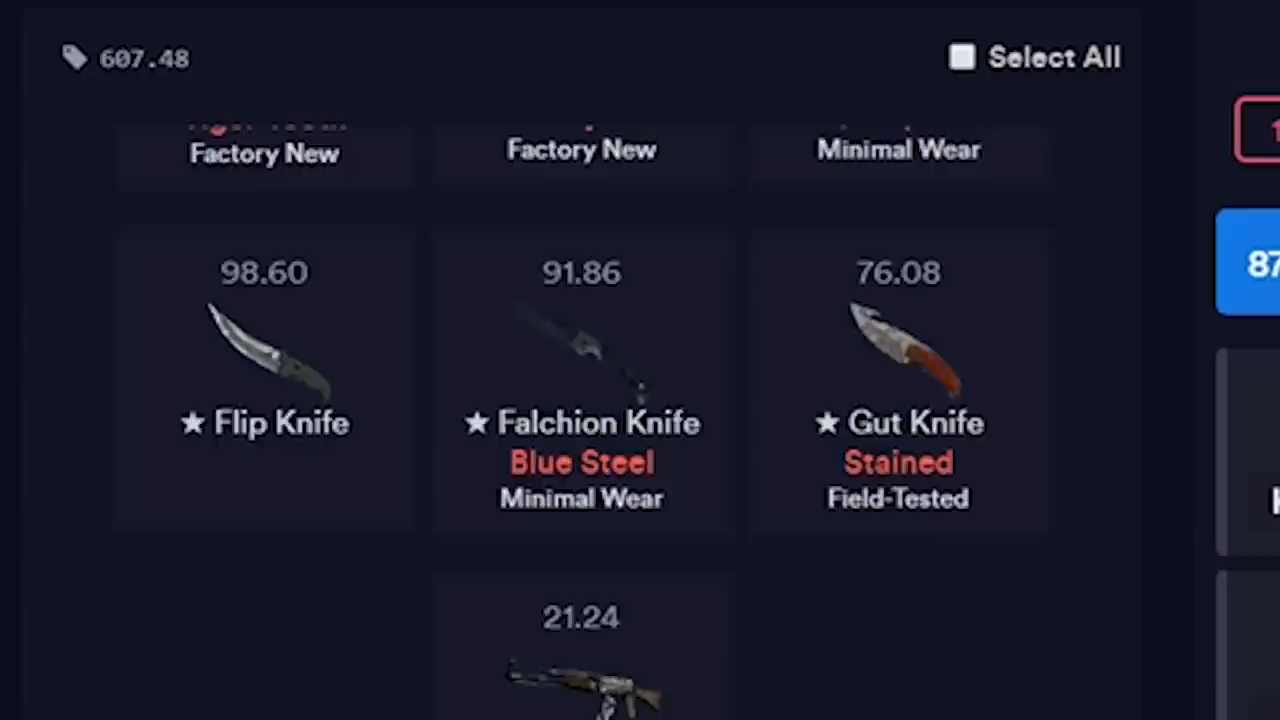 607.48
Select All
Factory New
Factory New
Minimal Wear
98.60
91.86
76.08
★ Flip Knife
★ Falchion Knife
★ Gut Knife
Blue Steel
Stained
Minimal Wear
Field-Tested
21.24
87